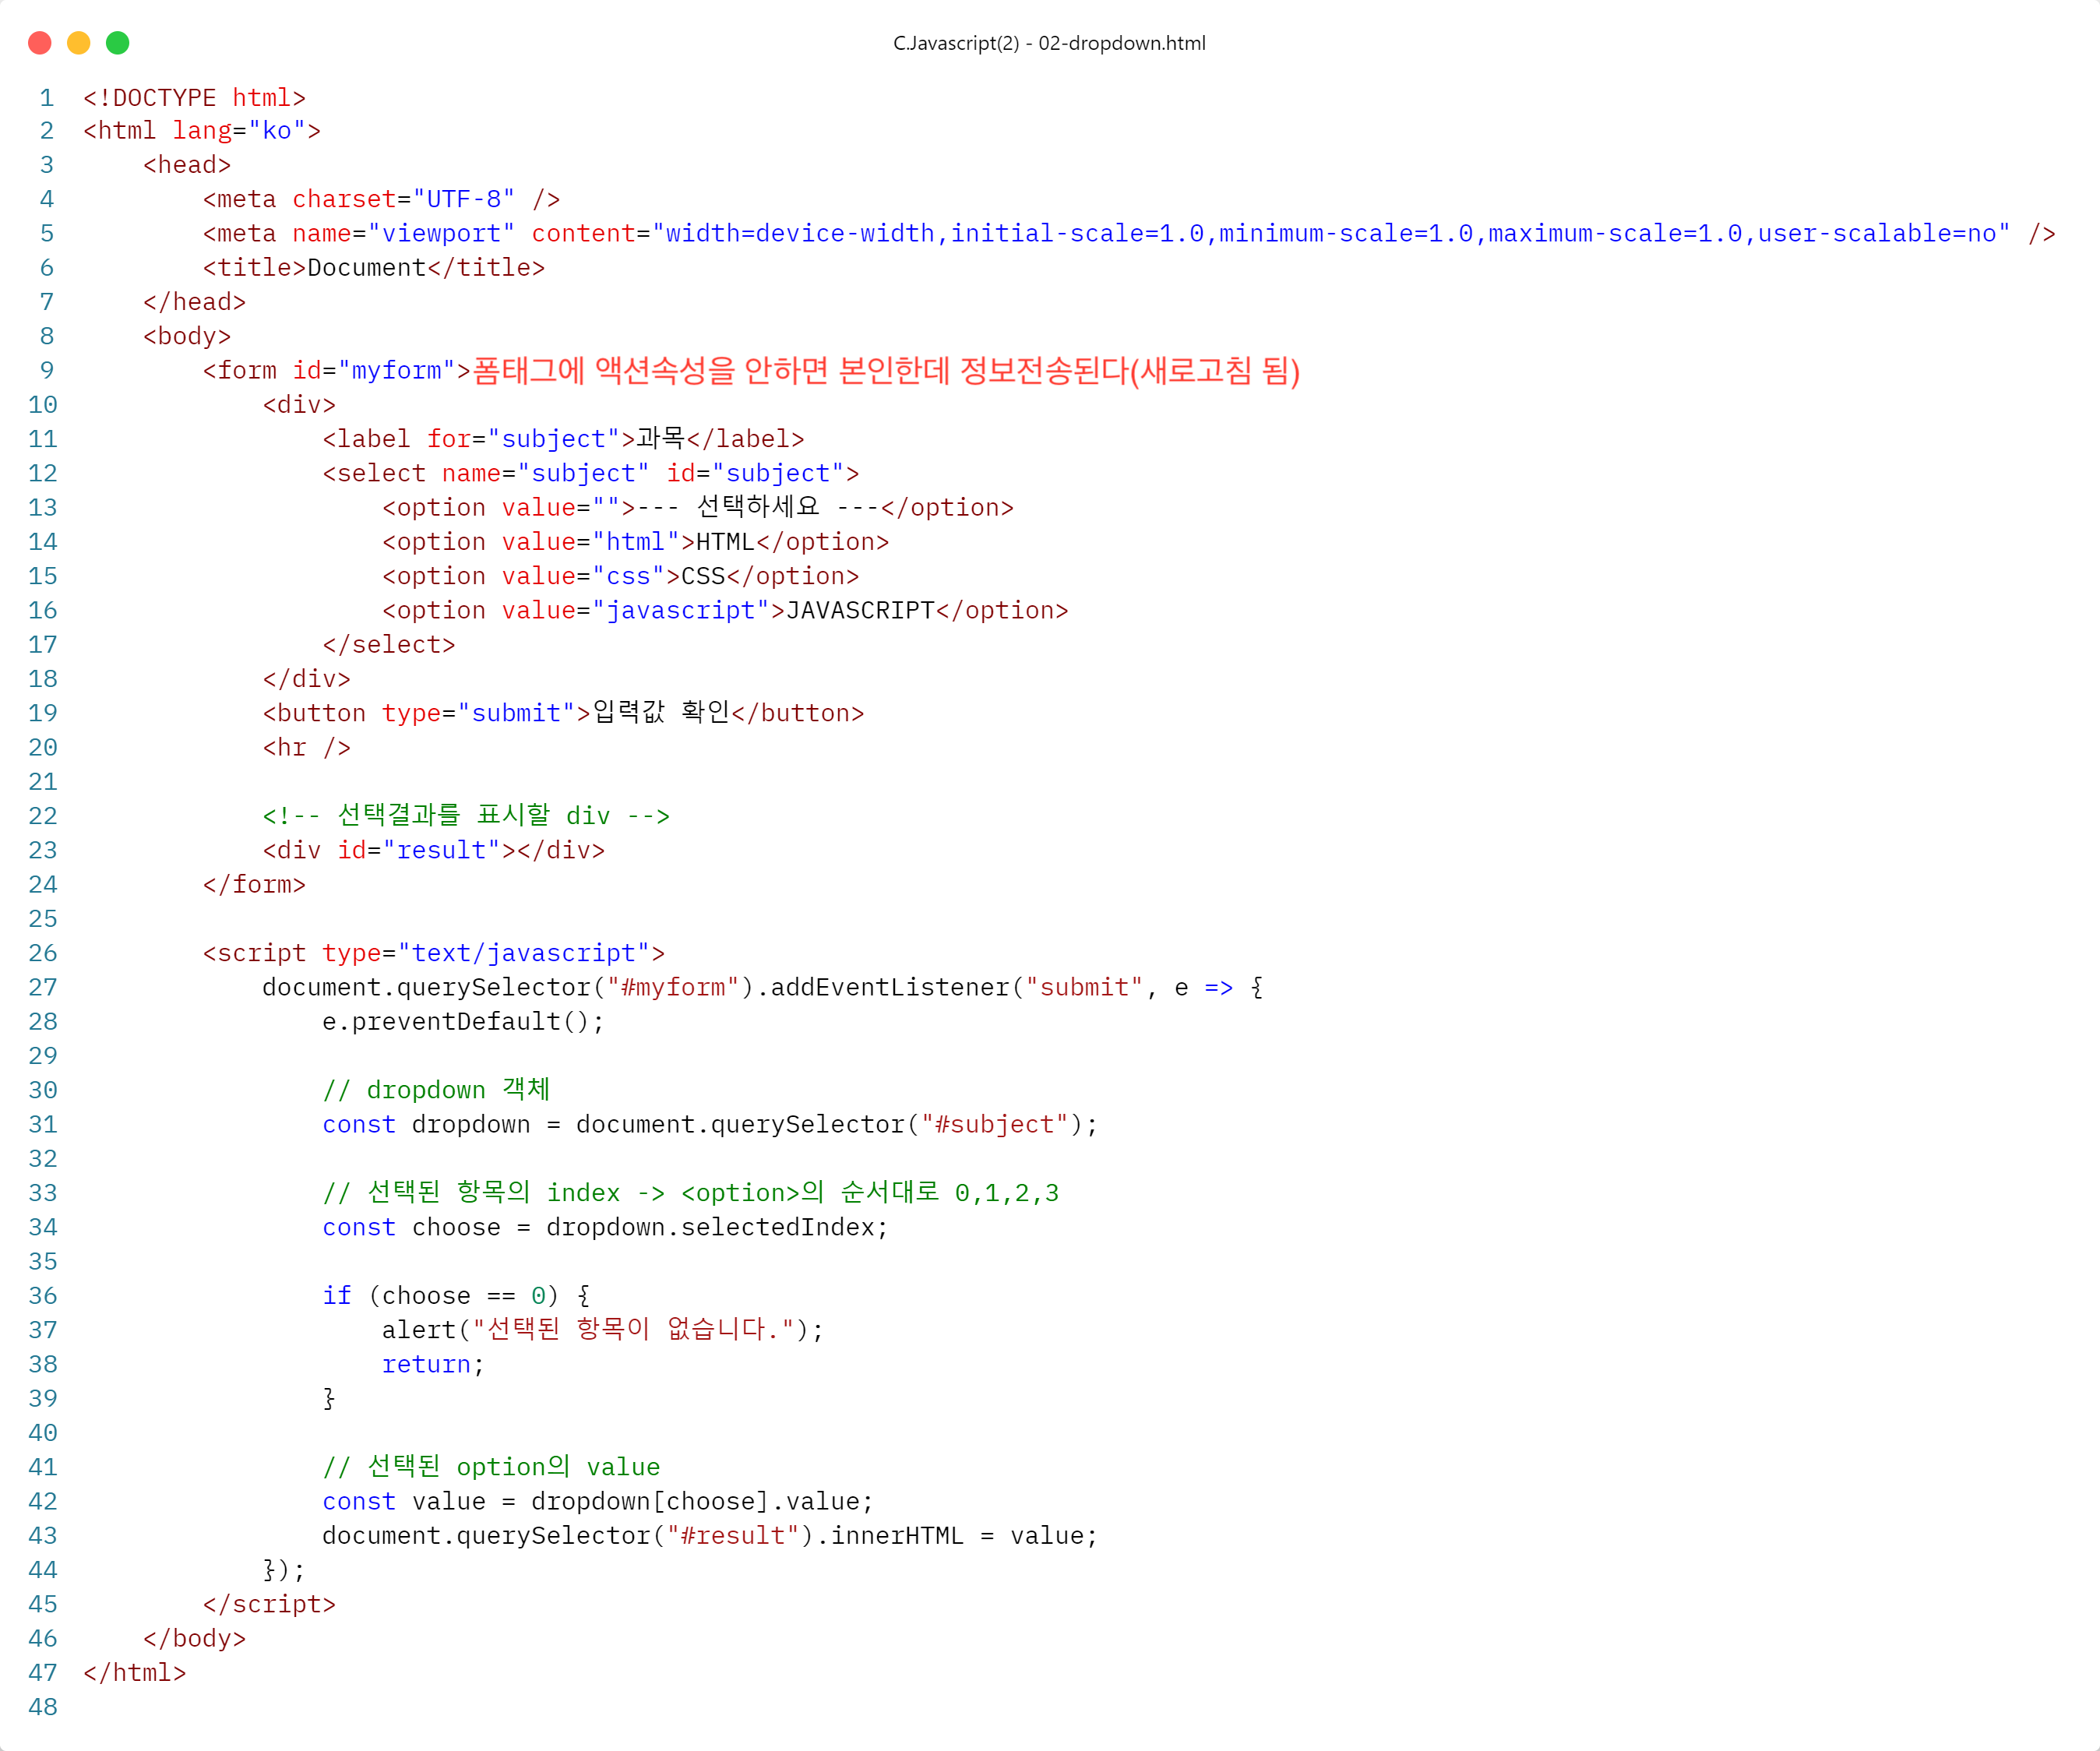 C.Javascript(2) - 02-dropdown.html
1 <!DOCTYPE html>
2 <html lang="ko">
3     <head>
4         <meta charset="UTF-8" />
5         <meta name="viewport" content="width=device-width,initial-scale=1.0,minimum-scale=1.0,maximum-scale=1.0,user-scalable=no" />
6         <title>Document</title>
7     </head>
8     <body>
9         <form id="myform">폼태그에 액션속성을 안하면 본인한데 정보전송된다(새로고침 됨)
10             <div>
11                 <label for="subject">과목</label>
12                 <select name="subject" id="subject">
13                     <option value="">--- 선택하세요 ---</option>
14                     <option value="html">HTML</option>
15                     <option value="css">CSS</option>
16                     <option value="javascript">JAVASCRIPT</option>
17                 </select>
18             </div>
19             <button type="submit">입력값 확인</button>
20             <hr />
21
22             <!-- 선택결과를 표시할 div -->
23             <div id="result"></div>
24         </form>
25
26         <script type="text/javascript">
27             document.querySelector("#myform").addEventListener("submit", e => {
28                 e.preventDefault();
29
30                 // dropdown 객체
31                 const dropdown = document.querySelector("#subject");
32
33                 // 선택된 항목의 index -> <option>의 순서대로 0,1,2,3
34                 const choose = dropdown.selectedIndex;
35
36                 if (choose == 0) {
37                     alert("선택된 항목이 없습니다.");
38                     return;
39                 }
40
41                 // 선택된 option의 value
42                 const value = dropdown[choose].value;
43                 document.querySelector("#result").innerHTML = value;
44             });
45         </script>
46     </body>
47 </html>
48